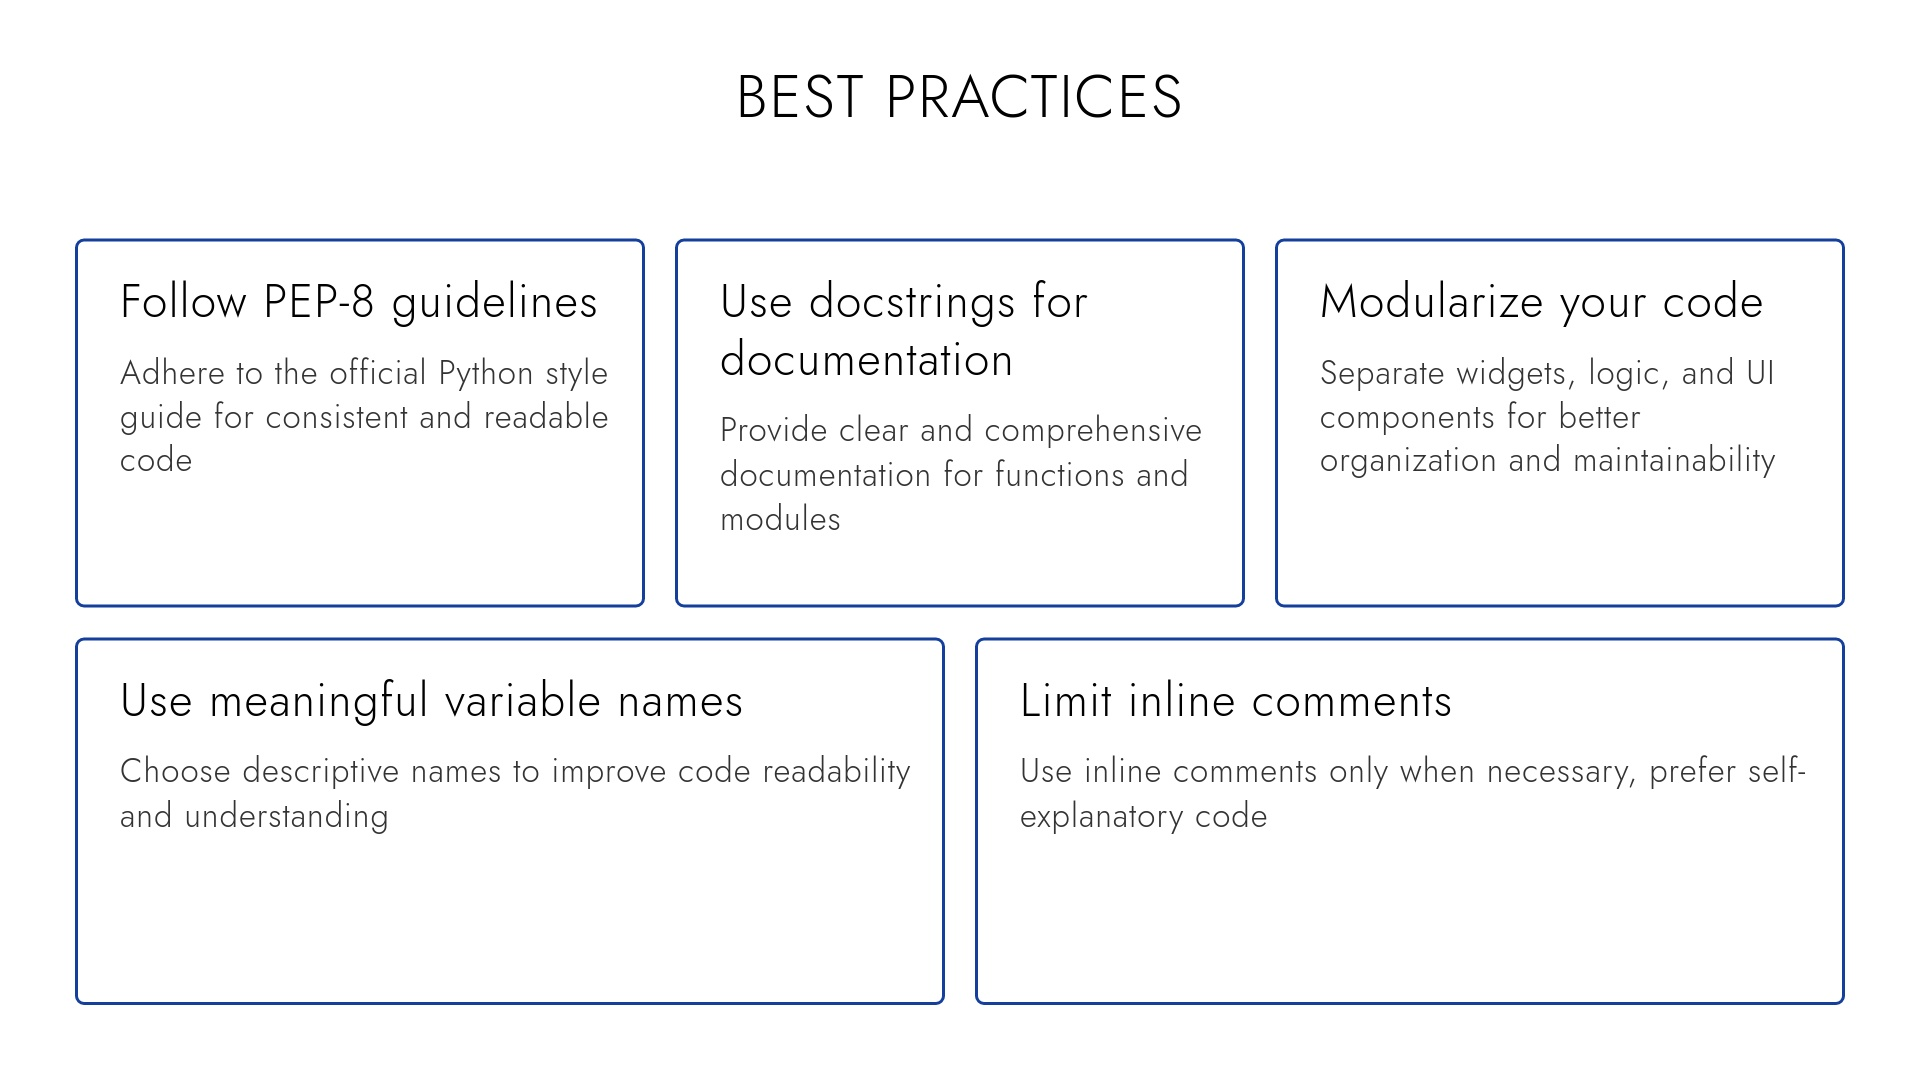 BEST PRACTICES
Follow PEP-8 guidelines
Adhere to the official Python style
guide for consistent and readable
code
Use docstrings for
documentation
Provide clear and comprehensive
documentation for functions and
modules
Modularize your code
Separate widgets, logic, and UI
components for better
organization and maintainability
Use meaningful variable names
Choose descriptive names to improve code readability
and understanding
Limit inline comments
Use inline comments only when necessary, prefer self-
explanatory code